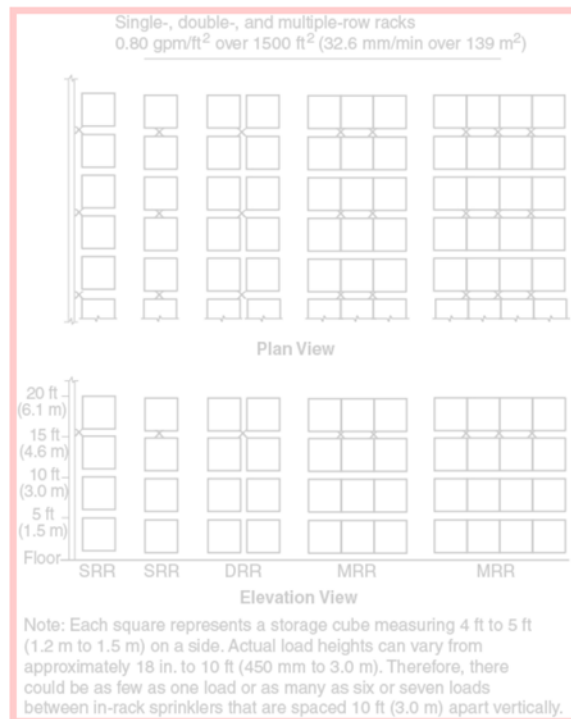 Single-, double-, and multiple-row racks
0.80 gpm/ft² over 1500 ft² (32.6 mm/min over 139 m²)
Plan View
20 ft
(6.1 m)
15 ft
(4.6 m)
10 ft
(3.0 m)
5 ft
(1.5 m)
Floor
SRR SRR DRR MRR MRR
Elevation View
Note: Each square represents a storage cube measuring 4 ft to 5 ft
(1.2 m to 1.5 m) on a side. Actual load heights can vary from
approximately 18 in. to 10 ft (450 mm to 3.0 m). Therefore, there
could be as few as one load or as many as six or seven loads
between in-rack sprinklers that are spaced 10 ft (3.0 m) apart vertically.